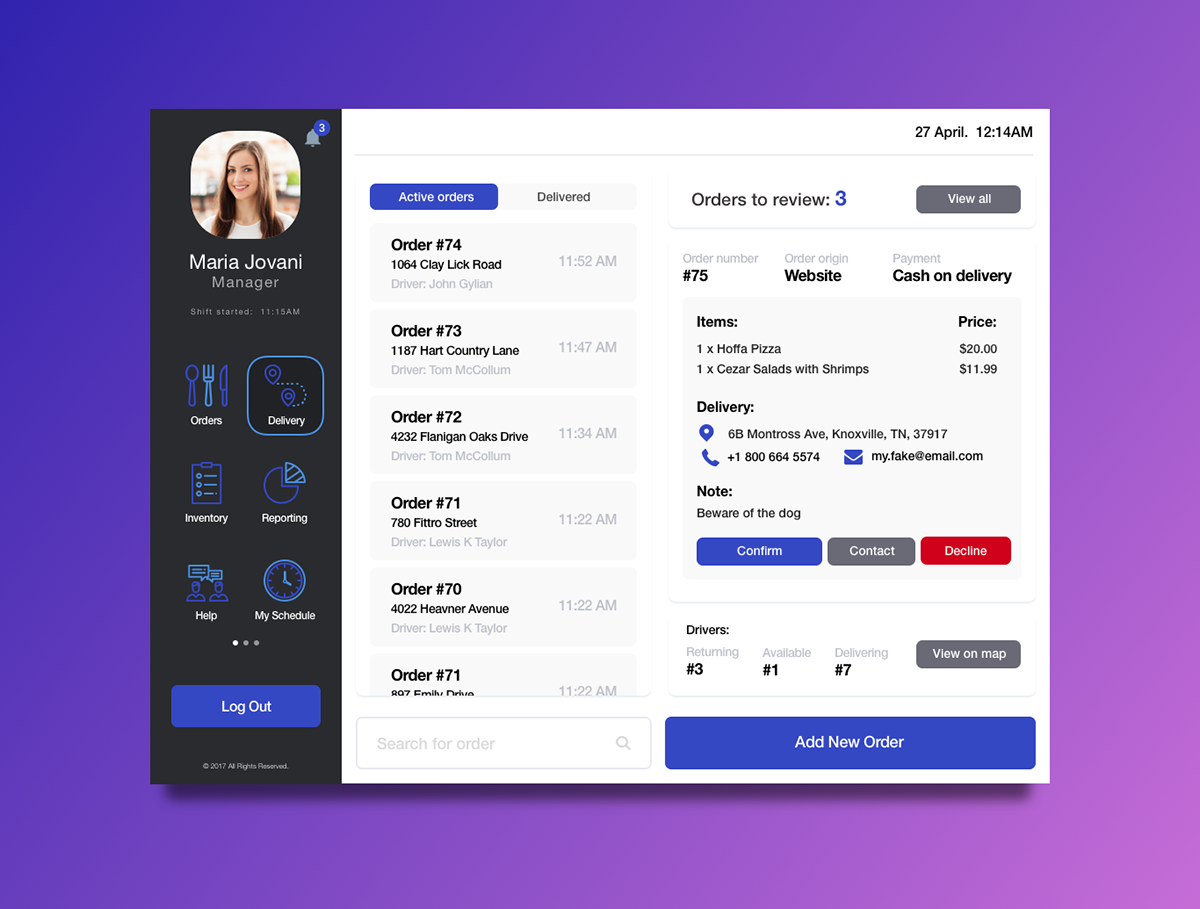 3
Maria Jovani
Manager
Shift started: 11:15AM
Orders
Delivery
Inventory
Reporting
Help
My Schedule
Log Out
© 2017 All Rights Reserved.
27 April. 12:14AM
Active orders
Delivered
Order #74
1064 Clay Lick Road
11:52 AM
Driver: John Gylian
Order #73
1187 Hart Country Lane
11:47 AM
Driver: Tom McCollum
Order #72
4232 Flanigan Oaks Drive
11:34 AM
Driver: Tom McCollum
Order #71
780 Fittro Street
11:22 AM
Driver: Lewis K Taylor
Order #70
4022 Heavner Avenue
11:22 AM
Driver: Lewis K Taylor
Order #71
897 Emily Drive
11:22 AM
Search for order
Orders to review: 3
View all
Order number
#75
Order origin
Website
Payment
Cash on delivery
Items: Price:
1 x Hoffa Pizza $20.00
1 x Cezar Salads with Shrimps $11.99
Delivery:
6B Montross Ave, Knoxville, TN, 37917
+1 800 664 5574 my.fake@email.com
Note:
Beware of the dog
Confirm
Contact
Decline
Drivers:
Returning
#3
Available
#1
Delivering
#7
View on map
Add New Order